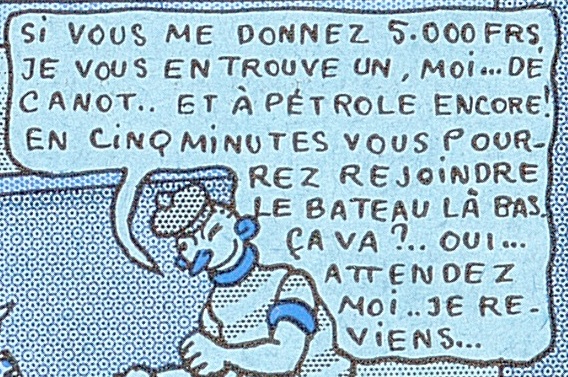 Si VOUS ME DONNEZ 5.000 FRS,
JE VOUS EN TROUVE UN, MOi...DE
CANOT.. ET À PÉTROLE ENCORE!
EN CiNQ MINUTES VOUS POUR-
REZ REJOiNDRE
LE BATEAU LÀ BAS.
ÇA VA ?.. OUi...
ATTENDEZ
MOi..JE RE-
ViENS...